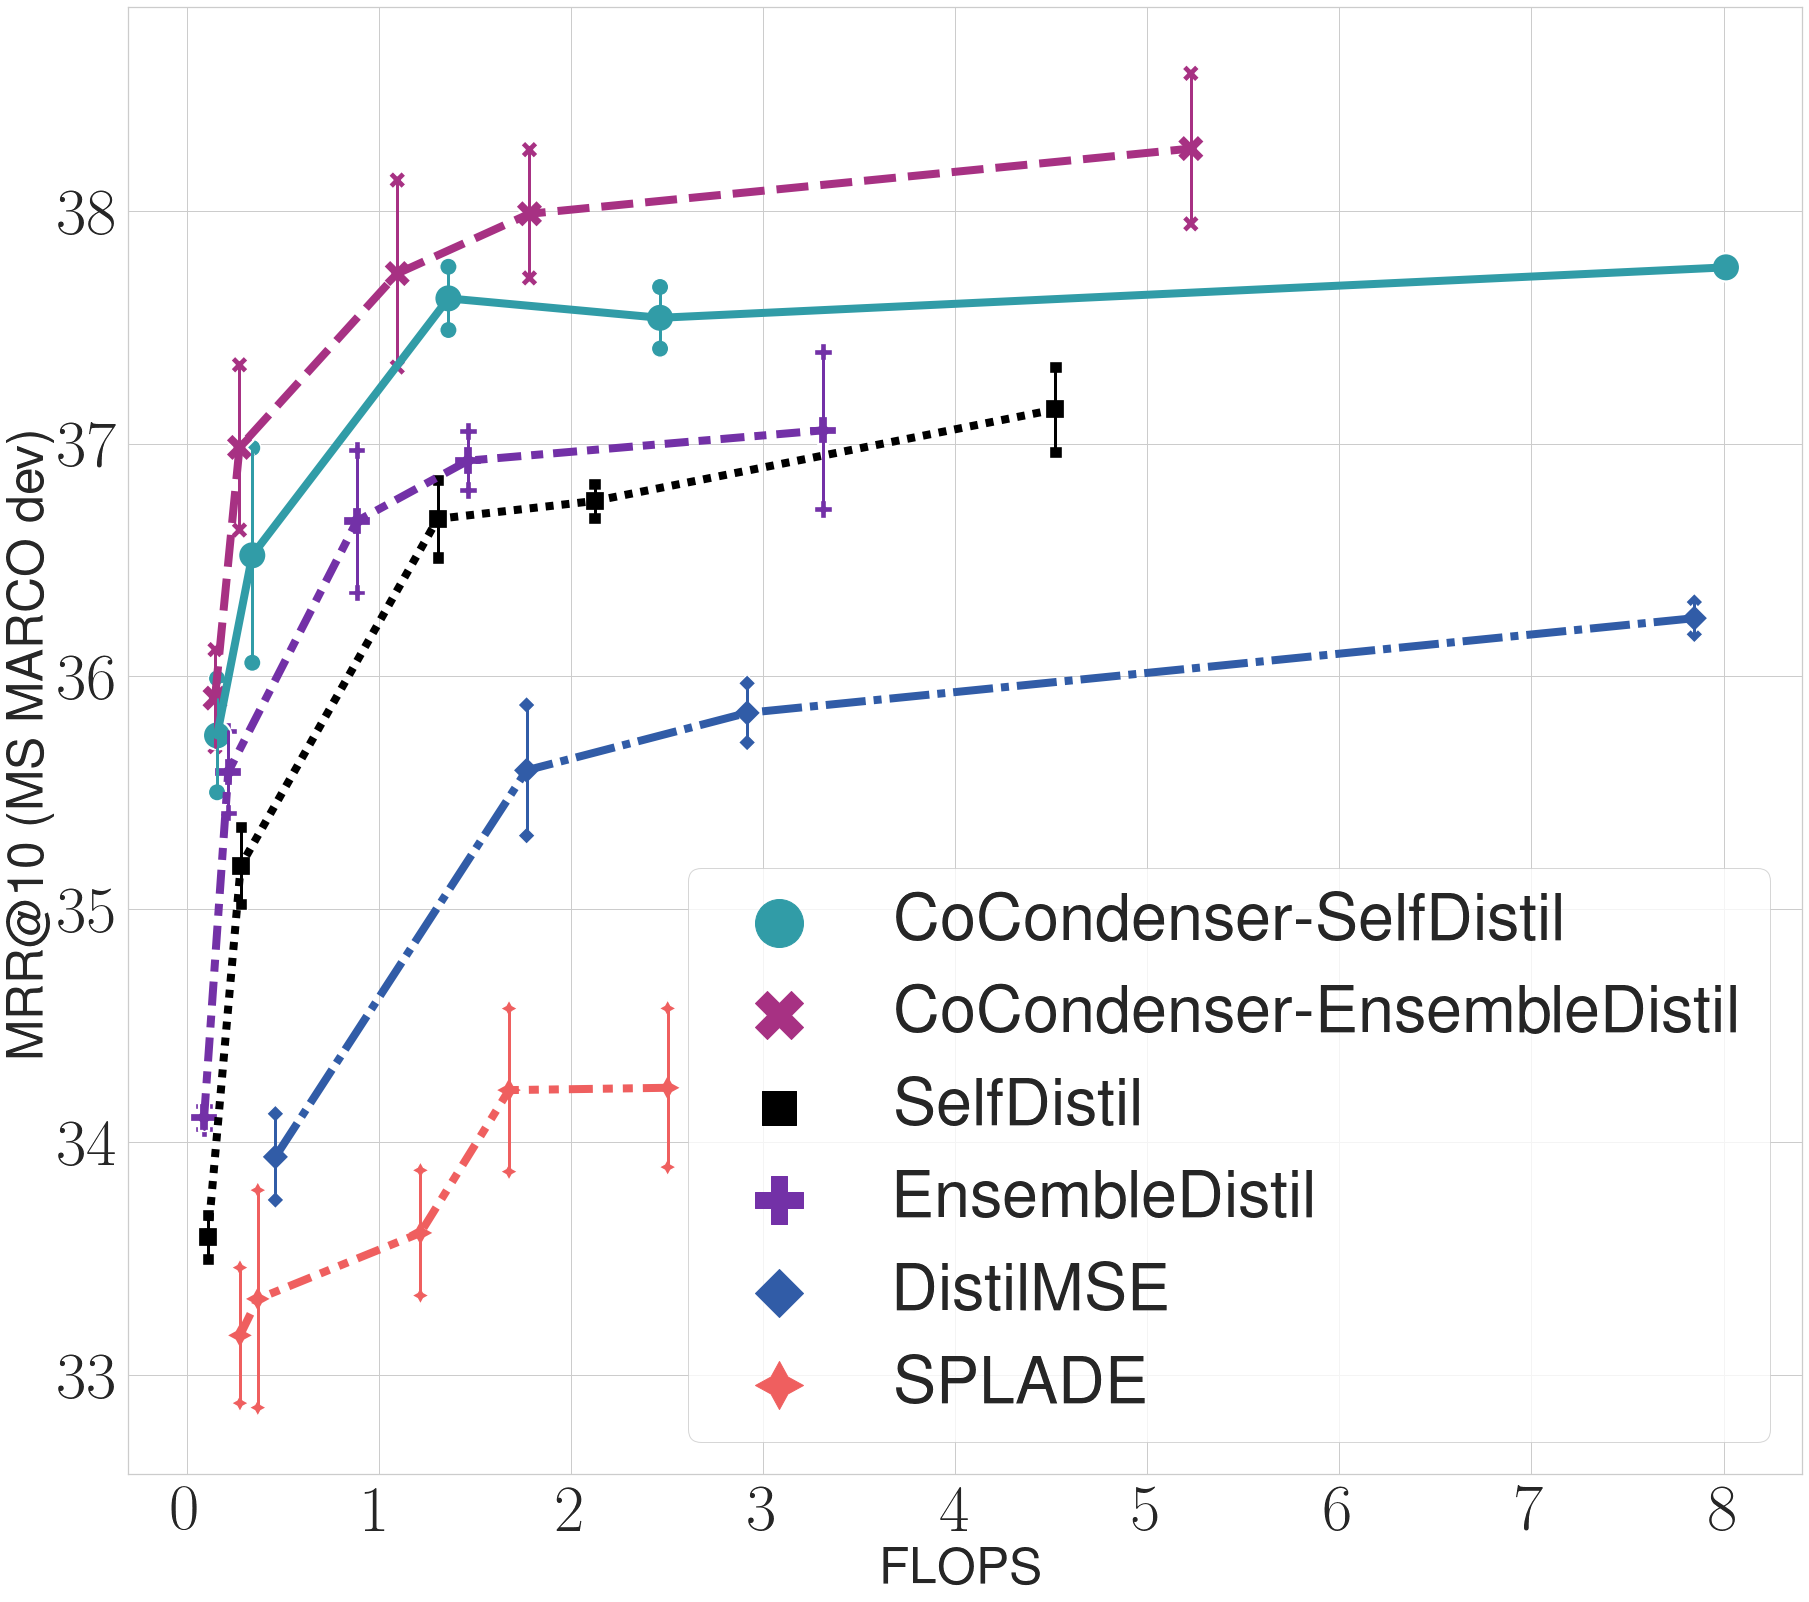 MRR@10 (MS MARCO dev)
38
37
36
35
34
33
CoCondenser-SelfDistil
CoCondenser-EnsembleDistil
SelfDistil
EnsembleDistil
DistilMSE
SPLADE
0 1 2 3 4 5 6 7 8
FLOPS